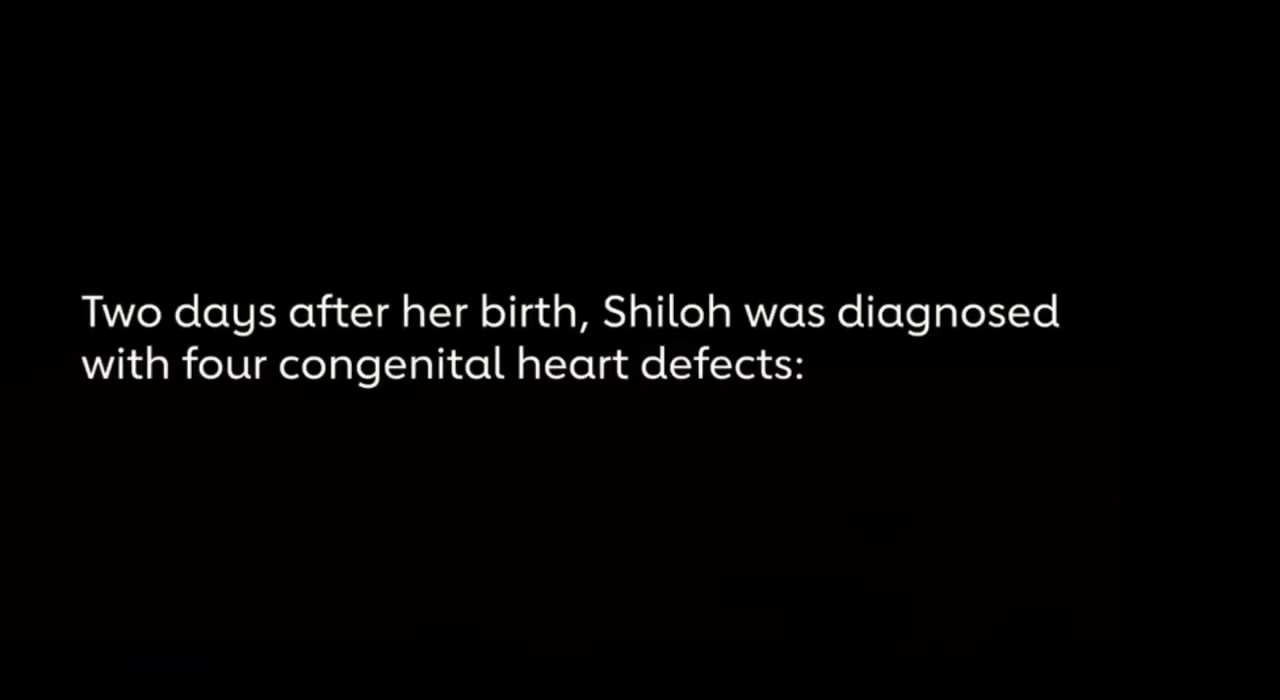 Two days after her birth, Shiloh was diagnosed
with four congenital heart defects: